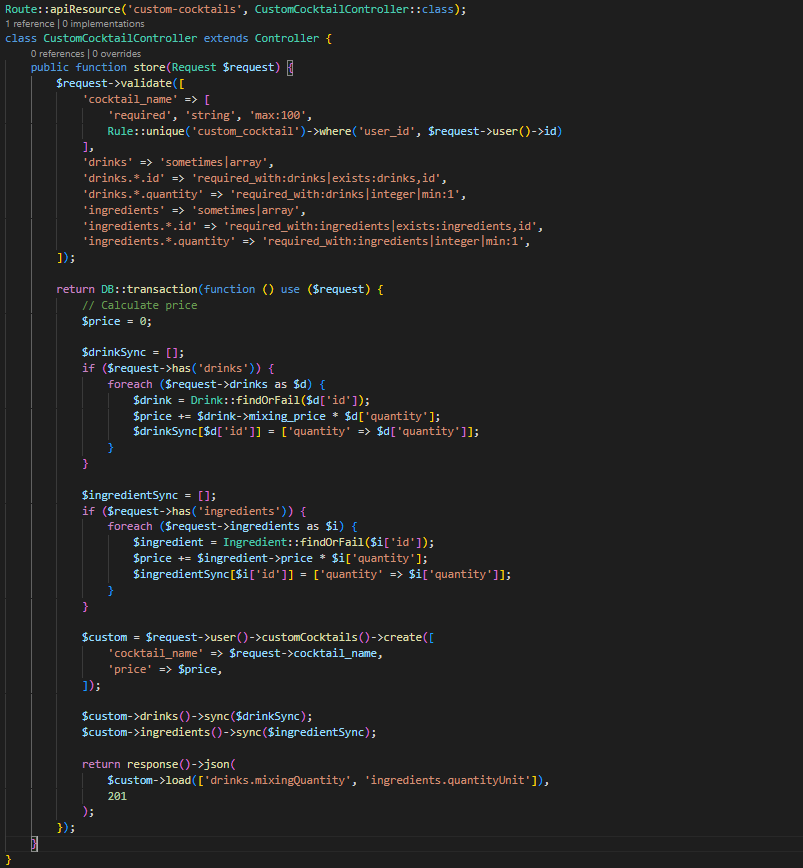 Route::apiResource('custom-cocktails', CustomCocktailController::class);
1 reference | 0 implementations
class CustomCocktailController extends Controller {
0 references | 0 overrides
public function store(Request $request) {
$request->validate([
'cocktail_name' => [
'required', 'string', 'max:100',
Rule::unique('custom_cocktail')->where('user_id', $request->user()->id)
],
'drinks' => 'sometimes|array',
'drinks.*.id' => 'required_with:drinks|exists:drinks,id',
'drinks.*.quantity' => 'required_with:drinks|integer|min:1',
'ingredients' => 'sometimes|array',
'ingredients.*.id' => 'required_with:ingredients|exists:ingredients,id',
'ingredients.*.quantity' => 'required_with:ingredients|integer|min:1',
]);
return DB::transaction(function () use ($request) {
// Calculate price
$price = 0;
$drinkSync = [];
if ($request->has('drinks')) {
foreach ($request->drinks as $d) {
$drink = Drink::findOrFail($d['id']);
$price += $drink->mixing_price * $d['quantity'];
$drinkSync[$d['id']] = ['quantity' => $d['quantity']];
}
}
$ingredientSync = [];
if ($request->has('ingredients')) {
foreach ($request->ingredients as $i) {
$ingredient = Ingredient::findOrFail($i['id']);
$price += $ingredient->price * $i['quantity'];
$ingredientSync[$i['id']] = ['quantity' => $i['quantity']];
}
}
$custom = $request->user()->customCocktails()->create([
'cocktail_name' => $request->cocktail_name,
'price' => $price,
]);
$custom->drinks()->sync($drinkSync);
$custom->ingredients()->sync($ingredientSync);
return response()->json(
$custom->load(['drinks.mixingQuantity', 'ingredients.quantityUnit']),
201
);
});
}
}